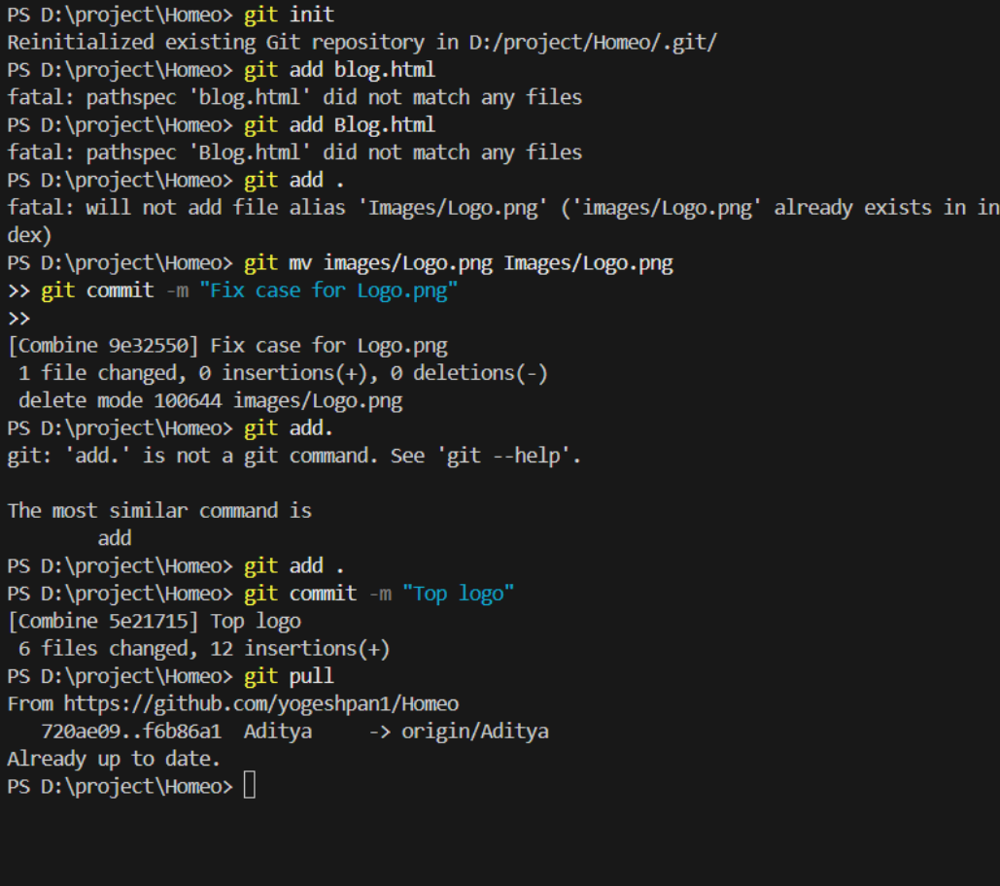 PS D:\project\Homeo> git init
Reinitialized existing Git repository in D:/project/Homeo/.git/
PS D:\project\Homeo> git add blog.html
fatal: pathspec 'blog.html' did not match any files
PS D:\project\Homeo> git add Blog.html
fatal: pathspec 'Blog.html' did not match any files
PS D:\project\Homeo> git add .
fatal: will not add file alias 'Images/Logo.png' ('images/Logo.png' already exists in in
dex)
PS D:\project\Homeo> git mv images/Logo.png Images/Logo.png
>> git commit -m "Fix case for Logo.png"
>>
[Combine 9e32550] Fix case for Logo.png
 1 file changed, 0 insertions(+), 0 deletions(-)
 delete mode 100644 images/Logo.png
PS D:\project\Homeo> git add.
git: 'add.' is not a git command. See 'git --help'.

The most similar command is
        add
PS D:\project\Homeo> git add .
PS D:\project\Homeo> git commit -m "Top logo"
[Combine 5e21715] Top logo
 6 files changed, 12 insertions(+)
PS D:\project\Homeo> git pull
From https://github.com/yogeshpan1/Homeo
   720ae09..f6b86a1  Aditya     -> origin/Aditya
Already up to date.
PS D:\project\Homeo>